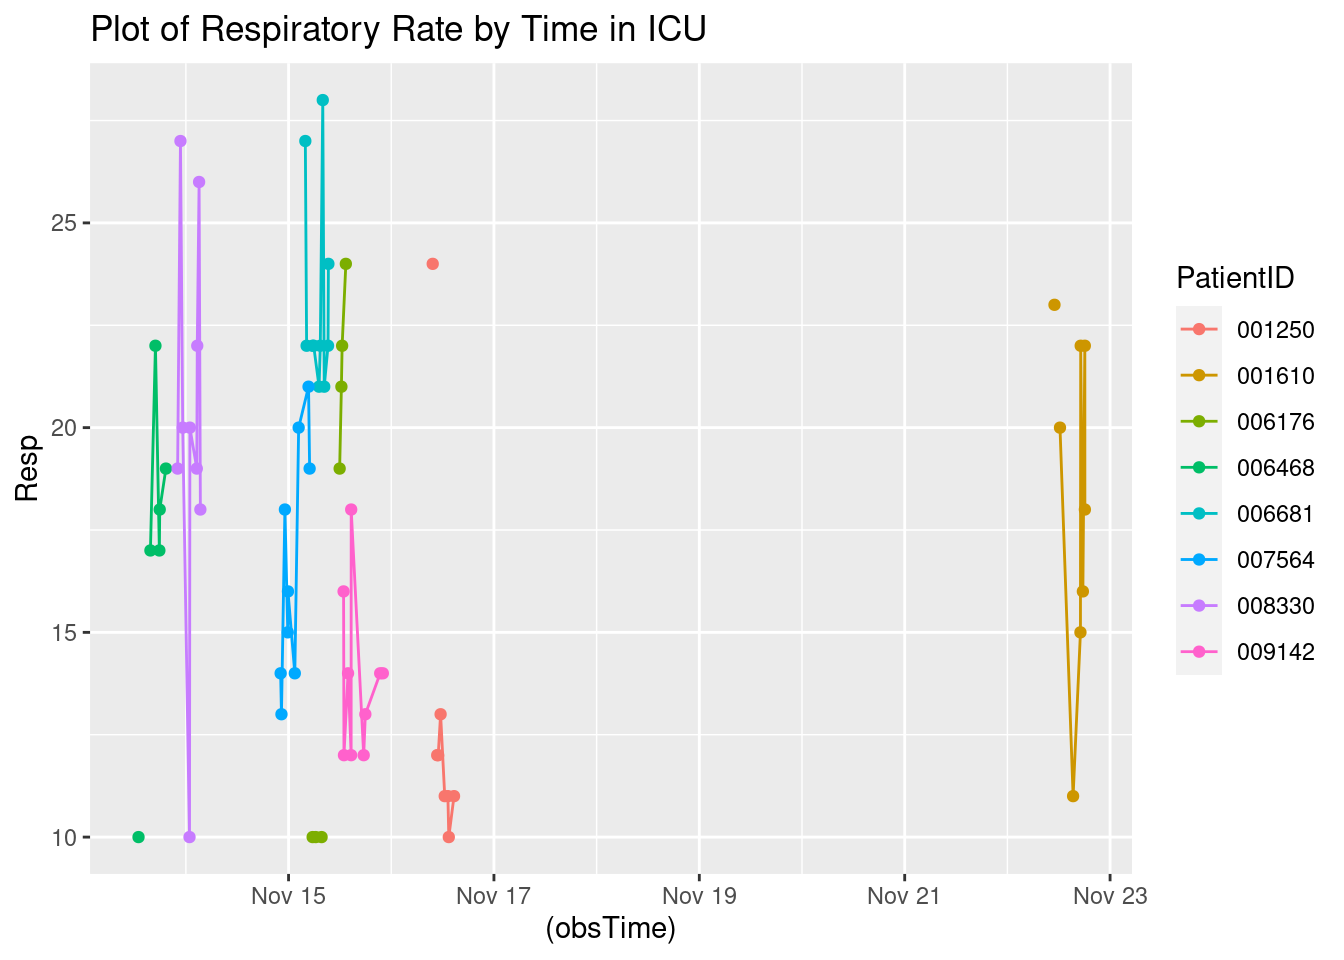 Plot of Respiratory Rate by Time in ICU
Resp
25
20
15
10
Nov 15
Nov 17
Nov 19
Nov 21
Nov 23
(obsTime)
PatientID
001250
001610
006176
006468
006681
007564
008330
009142